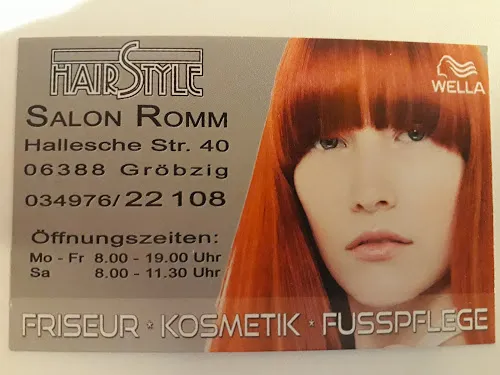 HAIRSTYLE
SALON ROMM
Hallesche Str. 40
06388 Gröbzig
034976/22 108
Öffnungszeiten:
Mo - Fr 8.00 - 19.00 Uhr
Sa 8.00 - 11.30 Uhr
WELLA
FRISEUR * KOSMETIK * FUSSPFLEGE